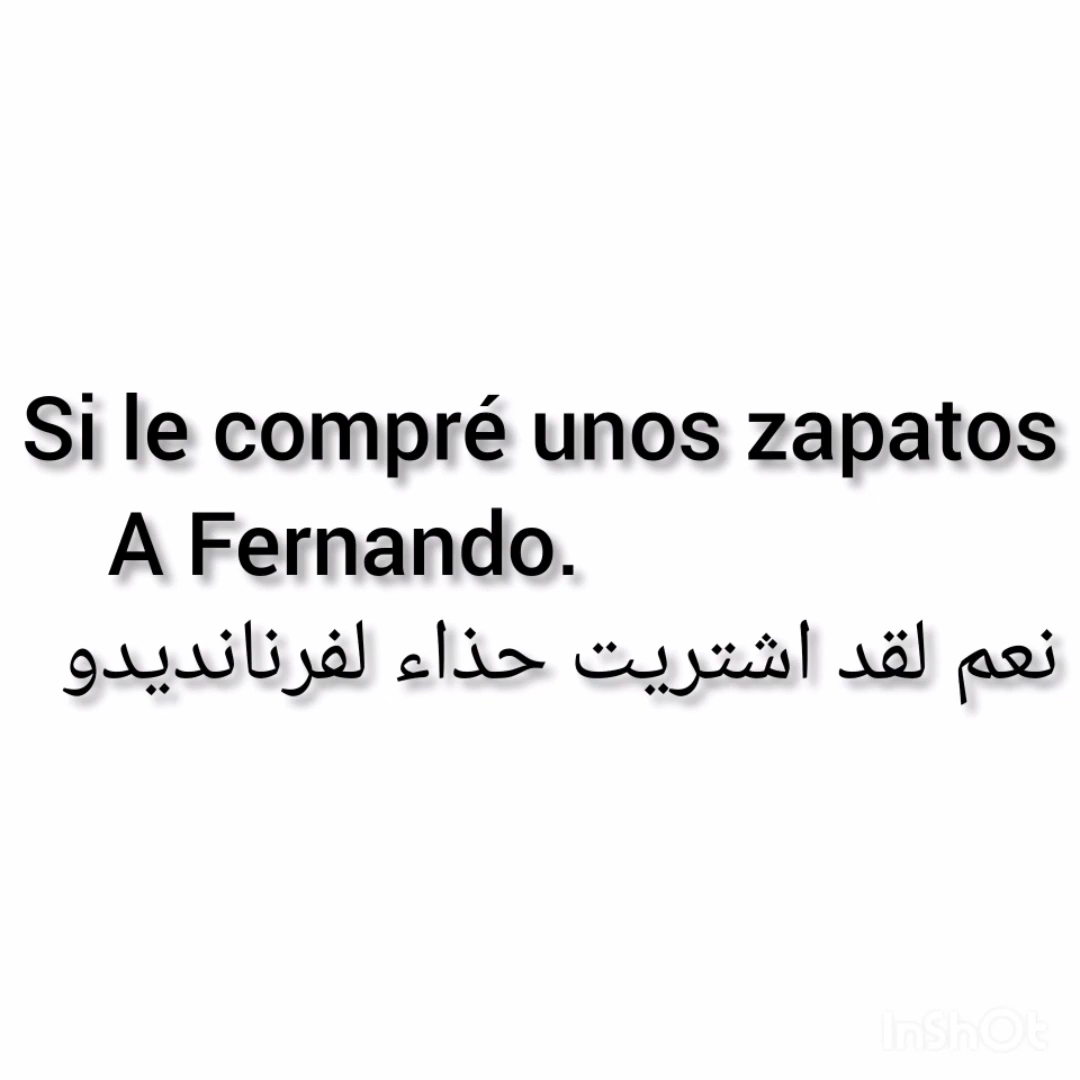 Si le compré unos zapatos
A Fernando.
نعم لقد اشتريت حذاء لفرنانديدو
InShOt